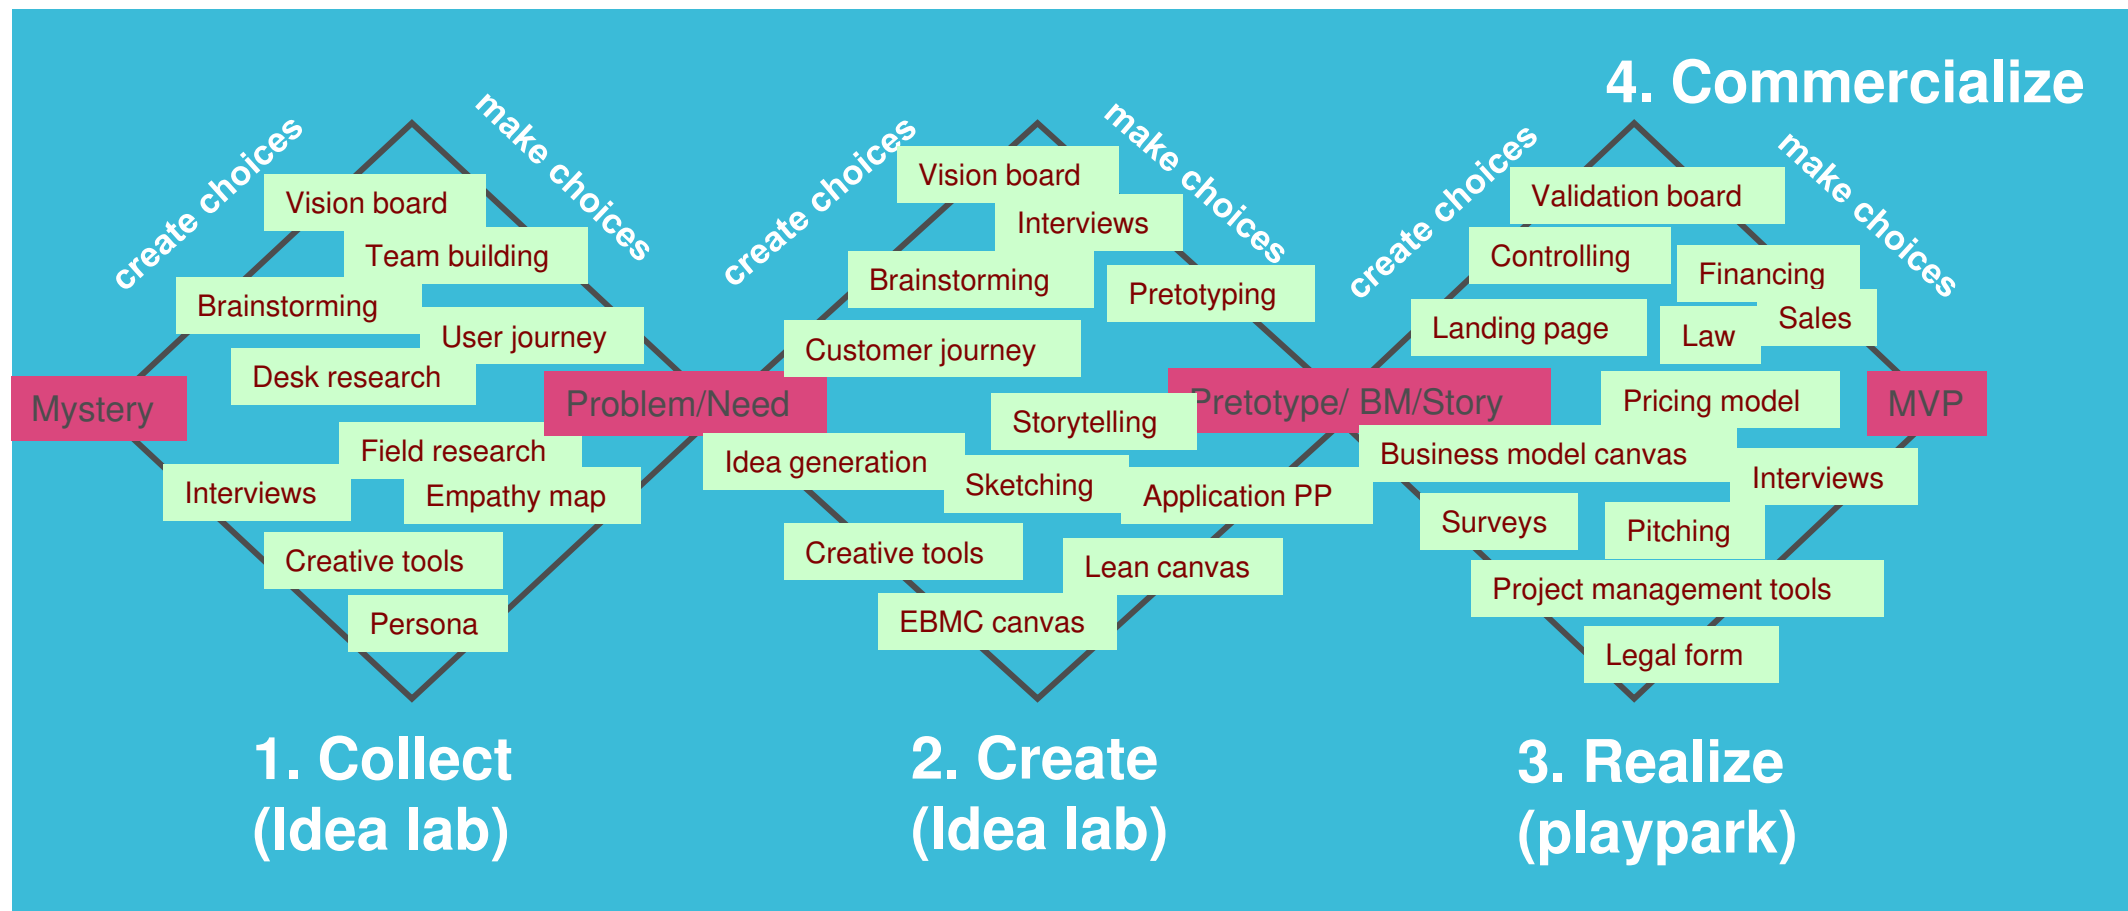 4. Commercialize
create choices
make choices
Vision board
Team building
Brainstorming
User journey
Desk research
Mystery
Problem/Need
Field research
Interviews
Empathy map
Creative tools
Persona
1. Collect
(Idea lab)
create choices
make choices
Vision board
Interviews
Brainstorming
Pretotyping
Customer journey
Storytelling
Pretotype/ BM/Story
Idea generation
Sketching
Application PP
Creative tools
Lean canvas
EBMC canvas
2. Create
(Idea lab)
create choices
make choices
Validation board
Controlling
Financing
Landing page
Law
Sales
Pricing model
MVP
Business model canvas
Interviews
Surveys
Pitching
Project management tools
Legal form
3. Realize
(playpark)